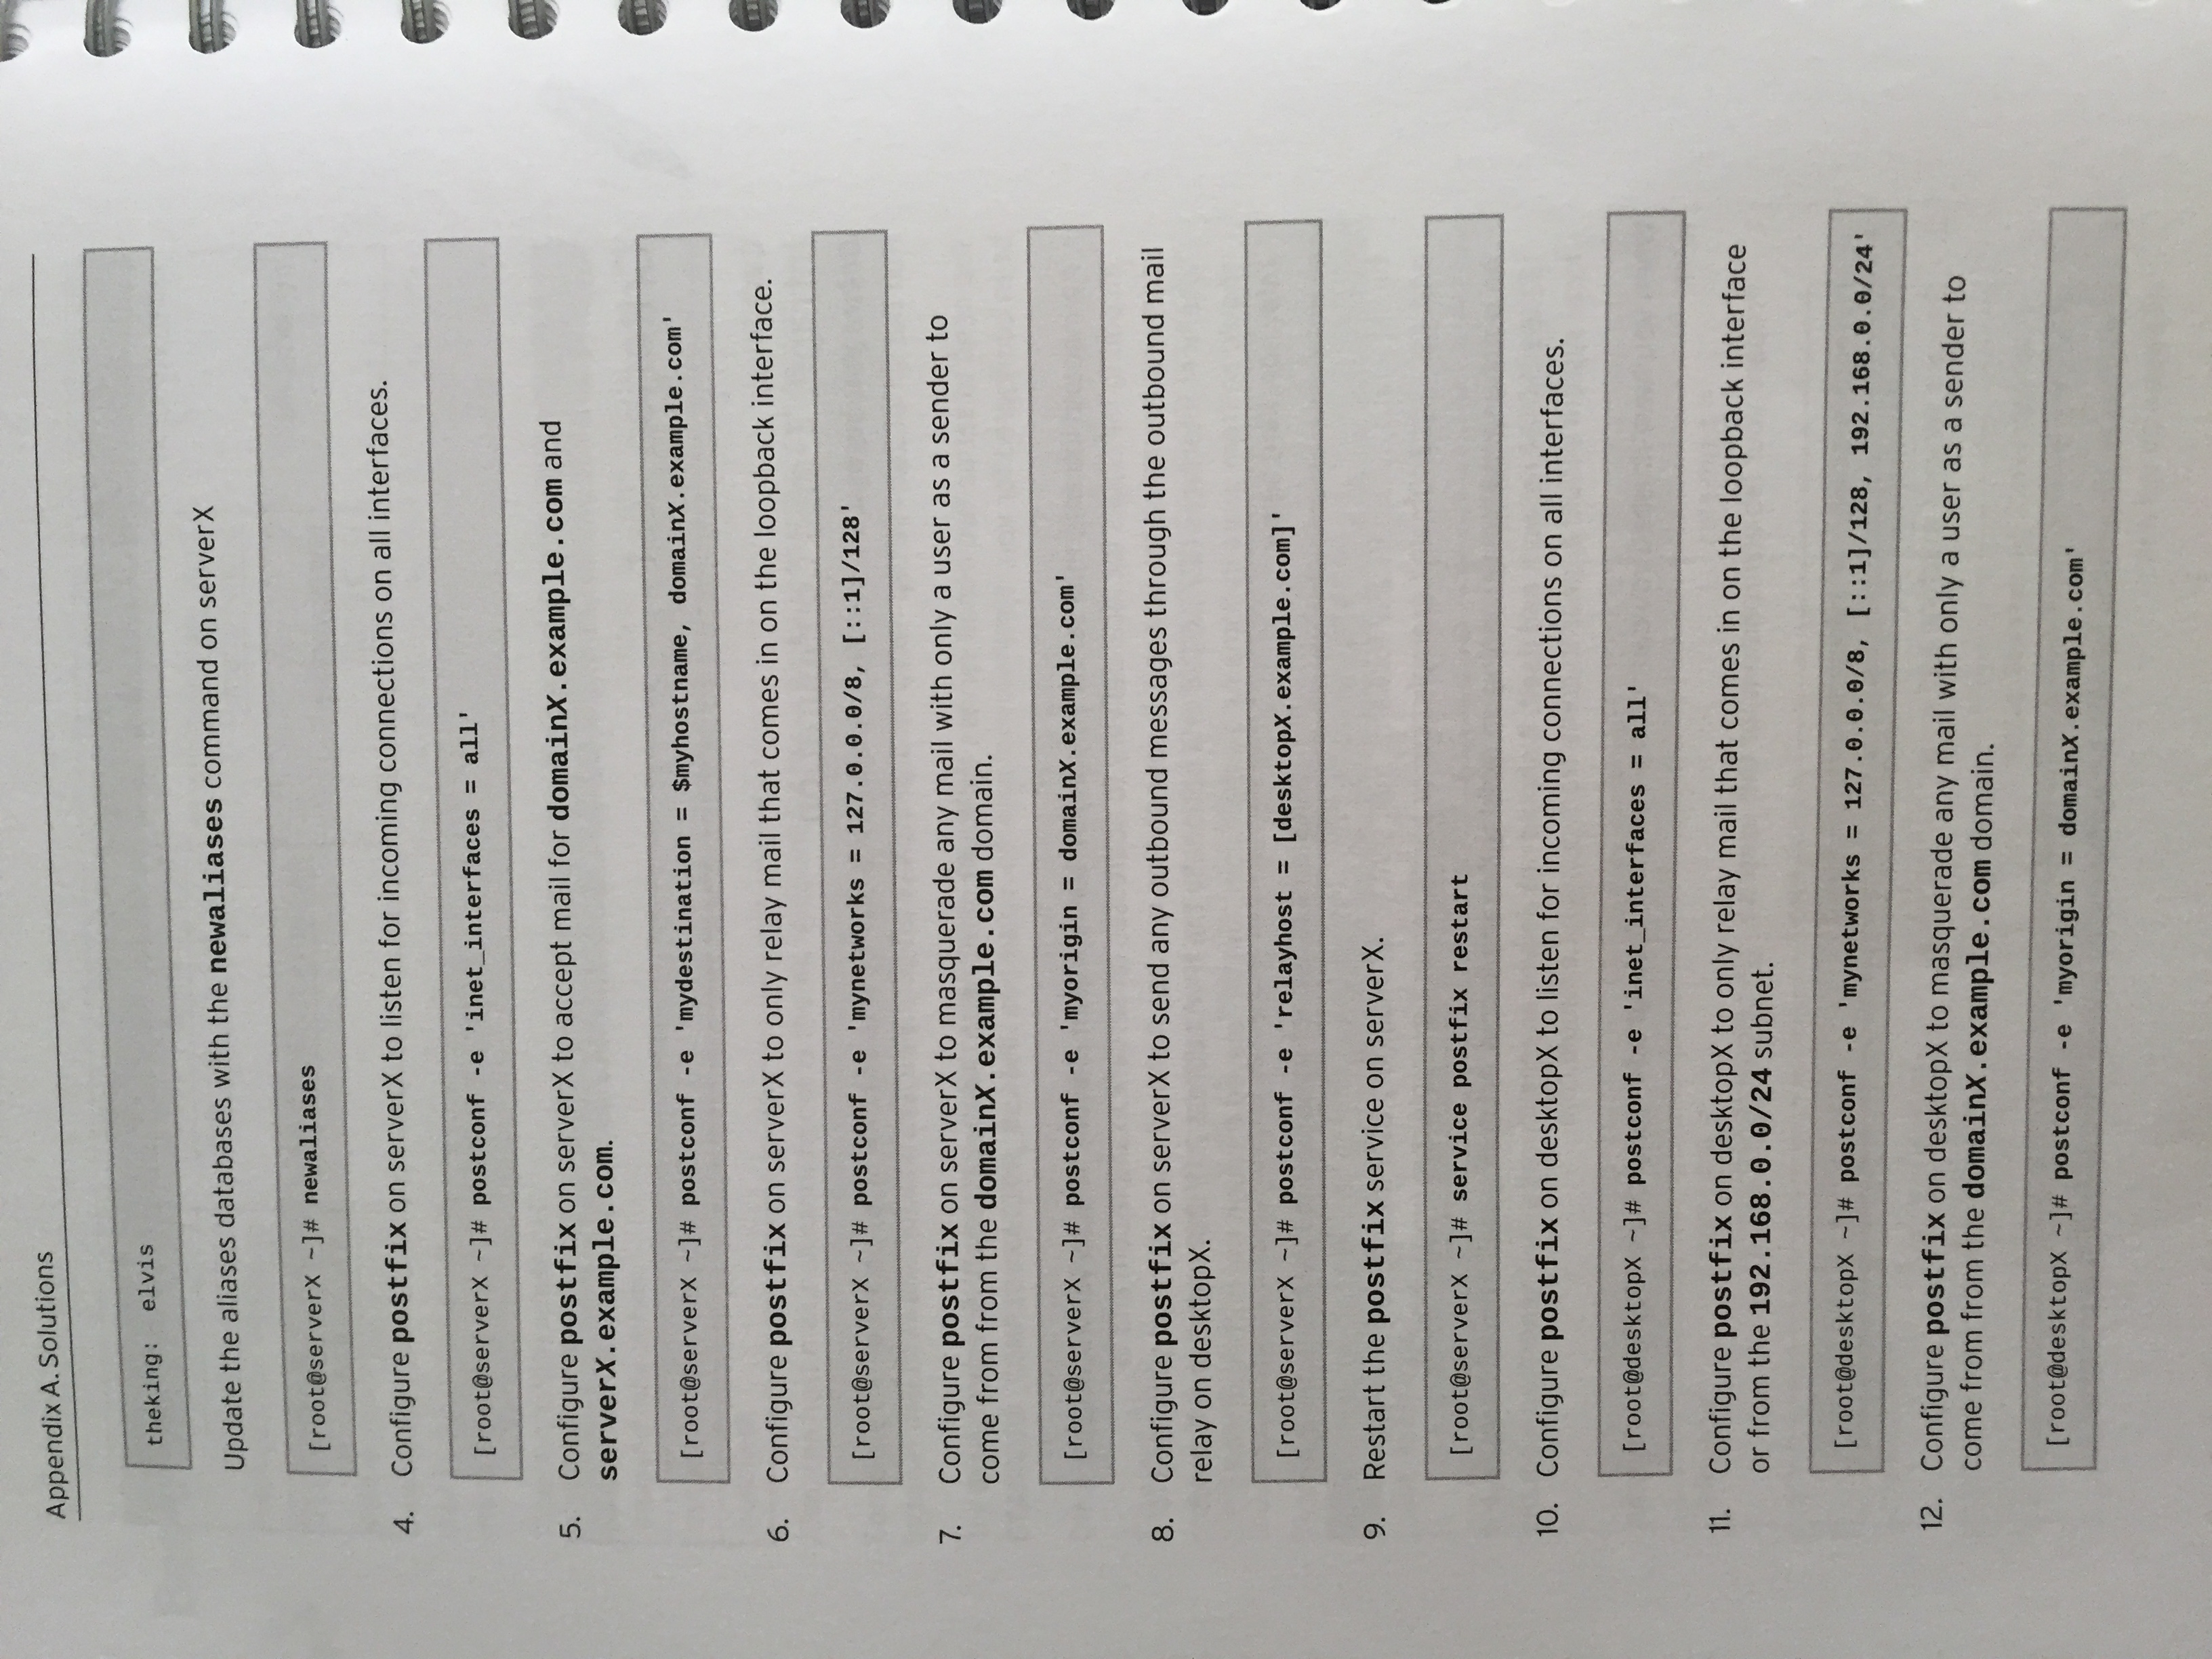 Appendix A. Solutions
theking:  elvis
Update the aliases databases with the newaliases command on serverX
[root@serverX ~]# newaliases
4. Configure postfix on serverX to listen for incoming connections on all interfaces.
[root@serverX ~]# postconf -e 'inet_interfaces = all'
5. Configure postfix on serverX to accept mail for domainX.example.com and
serverX.example.com.
[root@serverX ~]# postconf -e 'mydestination = $myhostname, domainX.example.com'
6. Configure postfix on serverX to only relay mail that comes in on the loopback interface.
[root@serverX ~]# postconf -e 'mynetworks = 127.0.0.0/8, [::1]/128'
7. Configure postfix on serverX to masquerade any mail with only a user as a sender to
come from from the domainX.example.com domain.
[root@serverX ~]# postconf -e 'myorigin = domainX.example.com'
8. Configure postfix on serverX to send any outbound messages through the outbound mail
relay on desktopX.
[root@serverX ~]# postconf -e 'relayhost = [desktopX.example.com]'
9. Restart the postfix service on serverX.
[root@serverX ~]# service postfix restart
10. Configure postfix on desktopX to listen for incoming connections on all interfaces.
[root@desktopX ~]# postconf -e 'inet_interfaces = all'
11. Configure postfix on desktopX to only relay mail that comes in on the loopback interface
or from the 192.168.0.0/24 subnet.
[root@desktopX ~]# postconf -e 'mynetworks = 127.0.0.0/8, [::1]/128, 192.168.0.0/24'
12. Configure postfix on desktopX to masquerade any mail with only a user as a sender to
come from from the domainX.example.com domain.
[root@desktopX ~]# postconf -e 'myorigin = domainX.example.com'